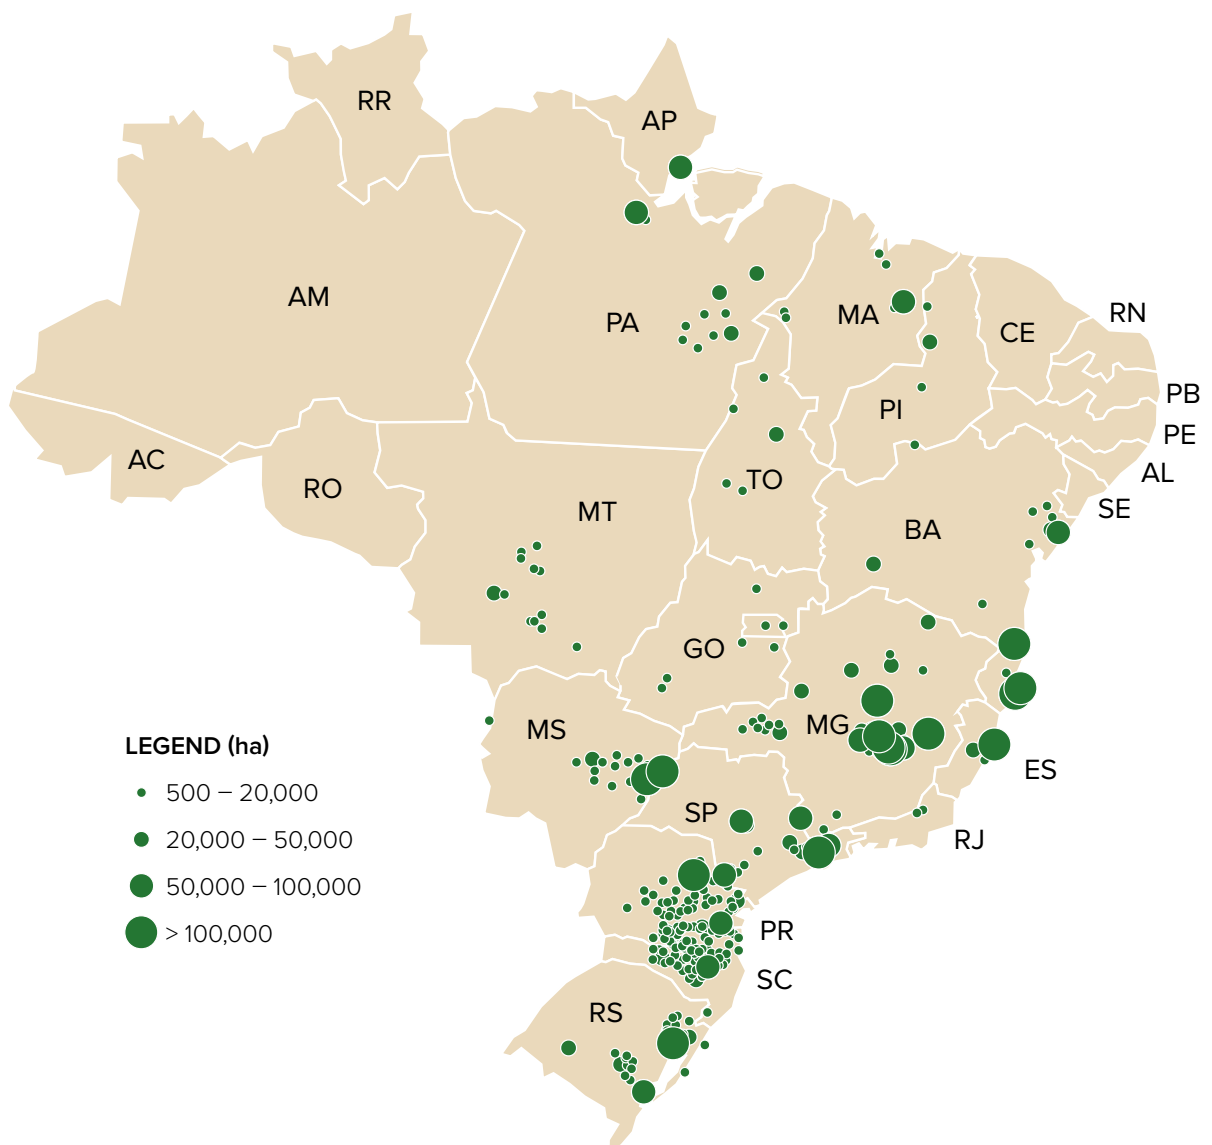 RR
AP
AM
PA
MA
CE
RN
PB
PI
PE
AC
AL
RO
TO
SE
MT
BA
GO
MS
MG
LEGEND (ha)
ES
500 – 20,000
SP
20,000 – 50,000
RJ
50,000 – 100,000
> 100,000
PR
SC
RS